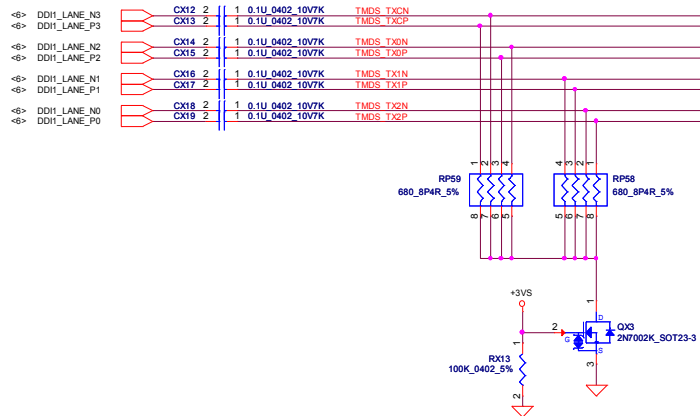 <6> DDI1_LANE_N3 CX12 2 1 0.1U_0402_10V7K TMDS_TXCN
<6> DDI1_LANE_P3 CX13 2 1 0.1U_0402_10V7K TMDS_TXCP
<6> DDI1_LANE_N2 CX14 2 1 0.1U_0402_10V7K TMDS_TX0N
<6> DDI1_LANE_P2 CX15 2 1 0.1U_0402_10V7K TMDS_TX0P
<6> DDI1_LANE_N1 CX16 2 1 0.1U_0402_10V7K TMDS_TX1N
<6> DDI1_LANE_P1 CX17 2 1 0.1U_0402_10V7K TMDS_TX1P
<6> DDI1_LANE_N0 CX18 2 1 0.1U_0402_10V7K TMDS_TX2N
<6> DDI1_LANE_P0 CX19 2 1 0.1U_0402_10V7K TMDS_TX2P
1 2 3 4 4 3 2 1
RP59 RP58
680_8P4R_5% 680_8P4R_5%
8 7 6 5 5 6 7 8
+3VS
1
D
2
QX3
G
2N7002K_SOT23-3
S
1
RX13
3
100K_0402_5%
2